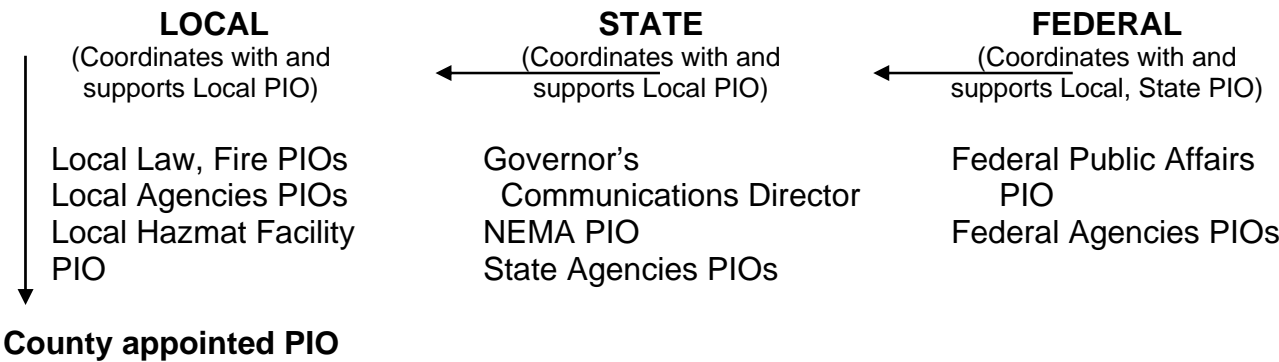 LOCAL
(Coordinates with and
supports Local PIO)
Local Law, Fire PIOs
Local Agencies PIOs
Local Hazmat Facility
PIO
County appointed PIO
STATE
(Coordinates with and
supports Local PIO)
Governor's
Communications Director
NEMA PIO
State Agencies PIOs
FEDERAL
(Coordinates with and
supports Local, State PIO)
Federal Public Affairs
PIO
Federal Agencies PIOs